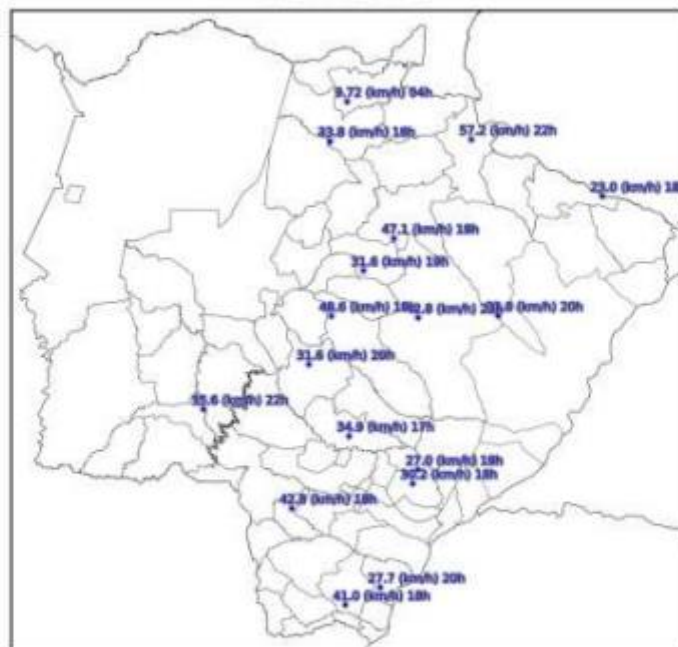 9.72 (km/h) 04h
33.8 (km/h) 18h
57.2 (km/h) 22h
23.0 (km/h) 18
47.1 (km/h) 18h
31.6 (km/h) 19h
48.6 (km/h) 18h
(km/h) 20h
31.6 (km/h) 20h
(km/h) 22h
34.9 (km/h) 17h
27.0 (km/h) 18h
30.2 (km/h) 18h
42.8 (km/h) 18h
27.7 (km/h) 20h
41.0 (km/h) 18h